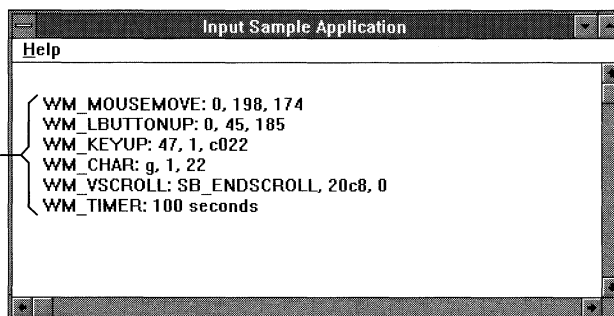 Input Sample Application
Help
WM_MOUSEMOVE: 0, 198, 174
WM_LBUTTONUP: 0, 45, 185
WM_KEYUP: 47, 1, c022
WM_CHAR: g, 1, 22
WM_VSCROLL: SB_ENDSCROLL, 20c8, 0
WM_TIMER: 100 seconds